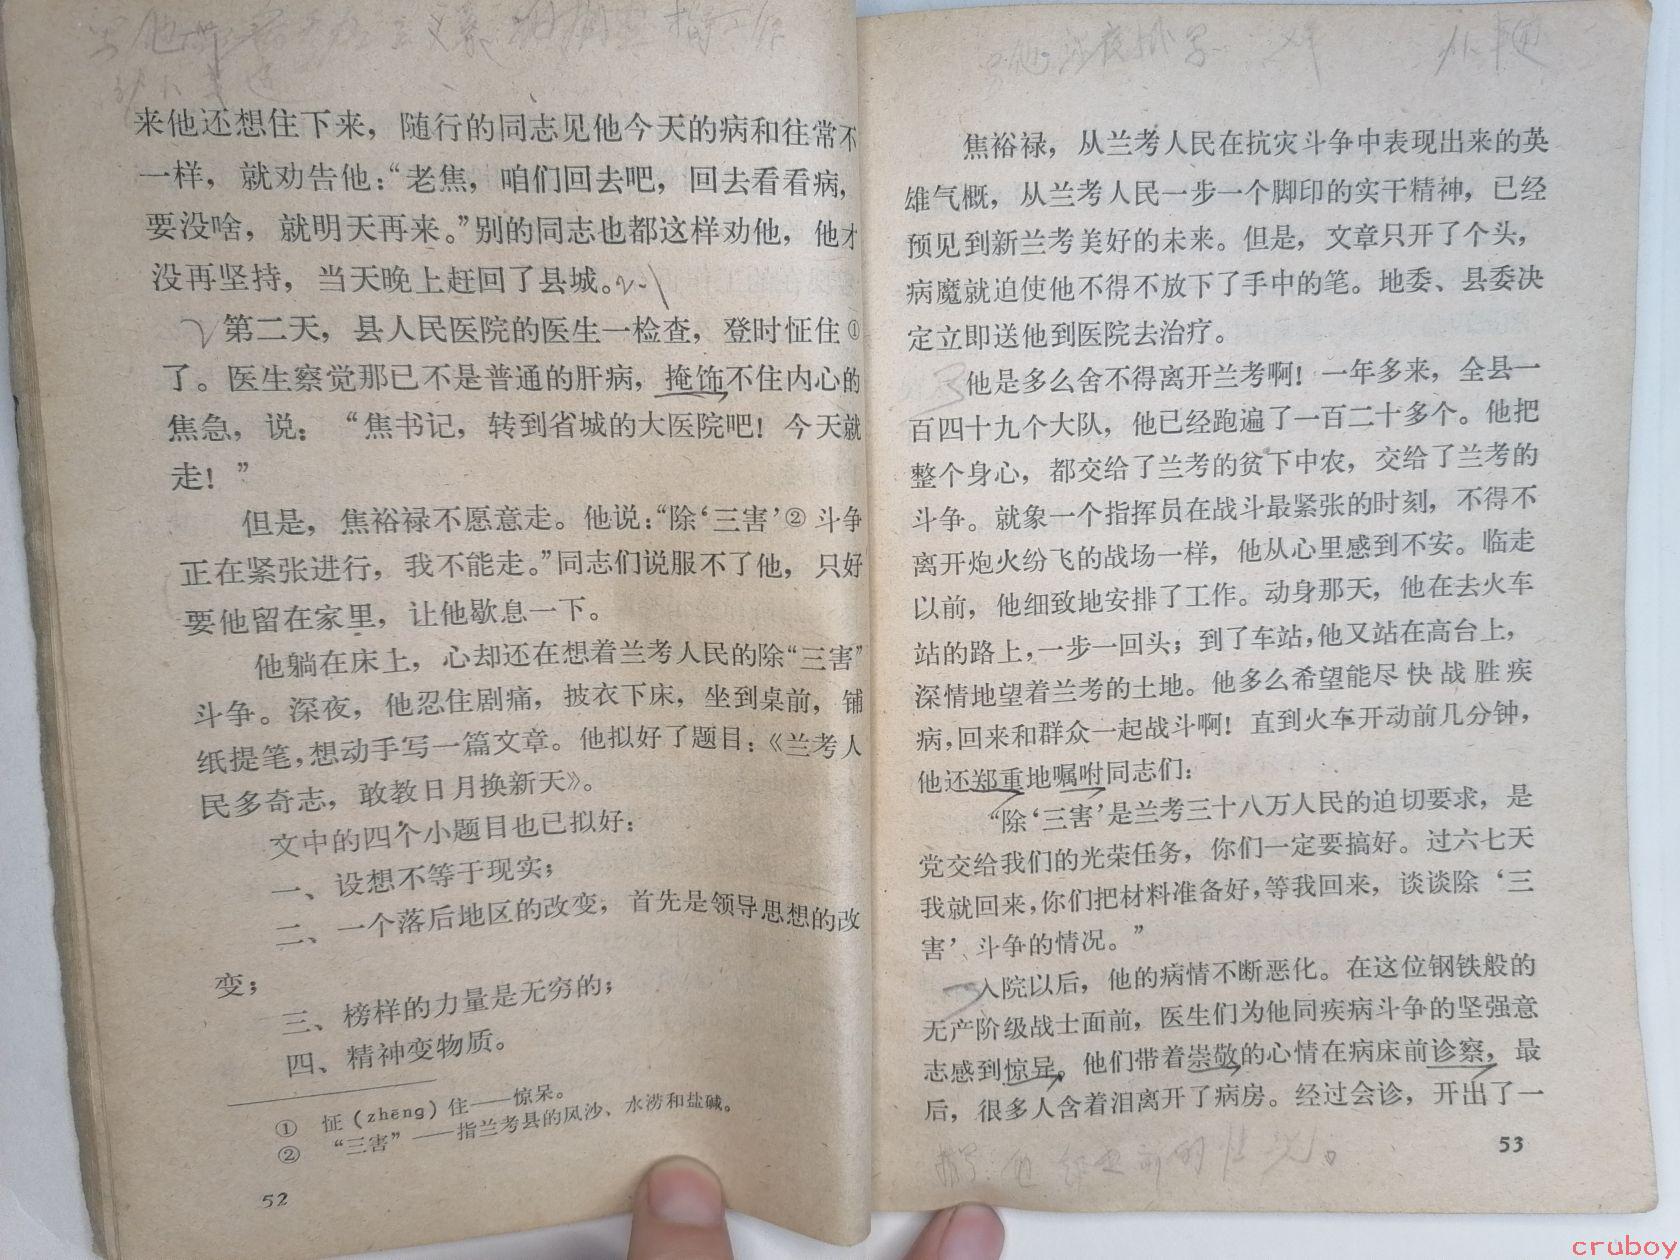 来他还想住下来，随行的同志见他今天的病和往常不
一样，就劝告他：“老焦，咱们回去吧，回去看看病，
要没啥，就明天再来。”别的同志也都这样劝他，他才
没再坚持，当天晚上赶回了县城。
第二天，县人民医院的医生一检查，登时怔住①
了。医生察觉那已不是普通的肝病，掩饰不住内心的
焦急，说：“焦书记，转到省城的大医院吧！今天就
走！”
但是，焦裕禄不愿意走。他说：“除‘三害’②斗争
正在紧张进行，我不能走。”同志们说服不了他，只好
要他留在家里，让他歇息一下。
他躺在床上，心却还在想着兰考人民的除“三害”
斗争。深夜，他忍住剧痛，披衣下床，坐到桌前，铺
纸提笔，想动手写一篇文章。他拟好了题目：《兰考人
民多奇志，敢教日月换新天》。
文中的四个小题目也已拟好：
一、设想不等于现实；
二、一个落后地区的改变，首先是领导思想的改
变；
三、榜样的力量是无穷的；
四、精神变物质。
① 怔（zhēng）住——惊呆。
② “三害”——指兰考县的风沙、水涝和盐碱。
52
焦裕禄，从兰考人民在抗灾斗争中表现出来的英
雄气概，从兰考人民一步一个脚印的实干精神，已经
预见到新兰考美好的未来。但是，文章只开了个头，
病魔就迫使他不得不放下了手中的笔。地委、县委决
定立即送他到医院去治疗。
他是多么舍不得离开兰考啊！一年多来，全县一
百四十九个大队，他已经跑遍了一百二十多个。他把
整个身心，都交给了兰考的贫下中农，交给了兰考的
斗争。就象一个指挥员在战斗最紧张的时刻，不得不
离开炮火纷飞的战场一样，他从心里感到不安。临走
以前，他细致地安排了工作。动身那天，他在去火车
站的路上，一步一回头；到了车站，他又站在高台上，
深情地望着兰考的土地。他多么希望能尽快战胜疾
病，回来和群众一起战斗啊！直到火车开动前几分钟，
他还郑重地嘱咐同志们：
“除‘三害’是兰考三十八万人民的迫切要求，是
党交给我们的光荣任务，你们一定要搞好。过六七天
我就回来，你们把材料准备好，等我回来，谈谈除‘三
害’斗争的情况。”
入院以后，他的病情不断恶化。在这位钢铁般的
无产阶级战士面前，医生们为他同疾病斗争的坚强意
志感到惊异。他们带着崇敬的心情在病床前诊察，最
后，很多人含着泪离开了病房。经过会诊，开出了一
53
cruboy